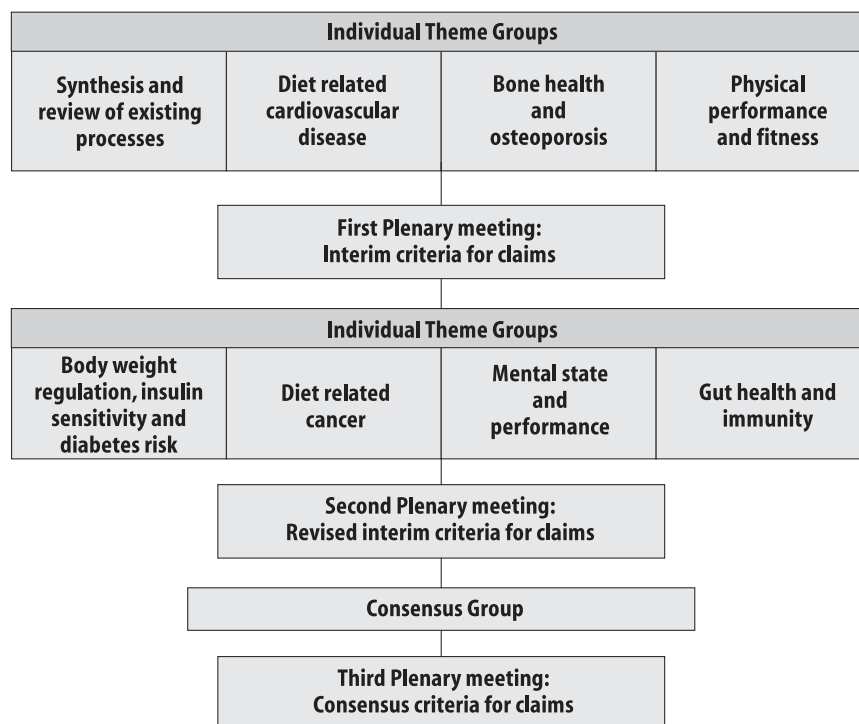 Individual Theme Groups
Synthesis and
review of existing
processes
Diet related
cardiovascular
disease
Bone health
and
osteoporosis
Physical
performance
and fitness
First Plenary meeting:
Interim criteria for claims
Individual Theme Groups
Body weight
regulation, insulin
sensitivity and
diabetes risk
Diet related
cancer
Mental state
and
performance
Gut health and
immunity
Second Plenary meeting:
Revised interim criteria for claims
Consensus Group
Third Plenary meeting:
Consensus criteria for claims